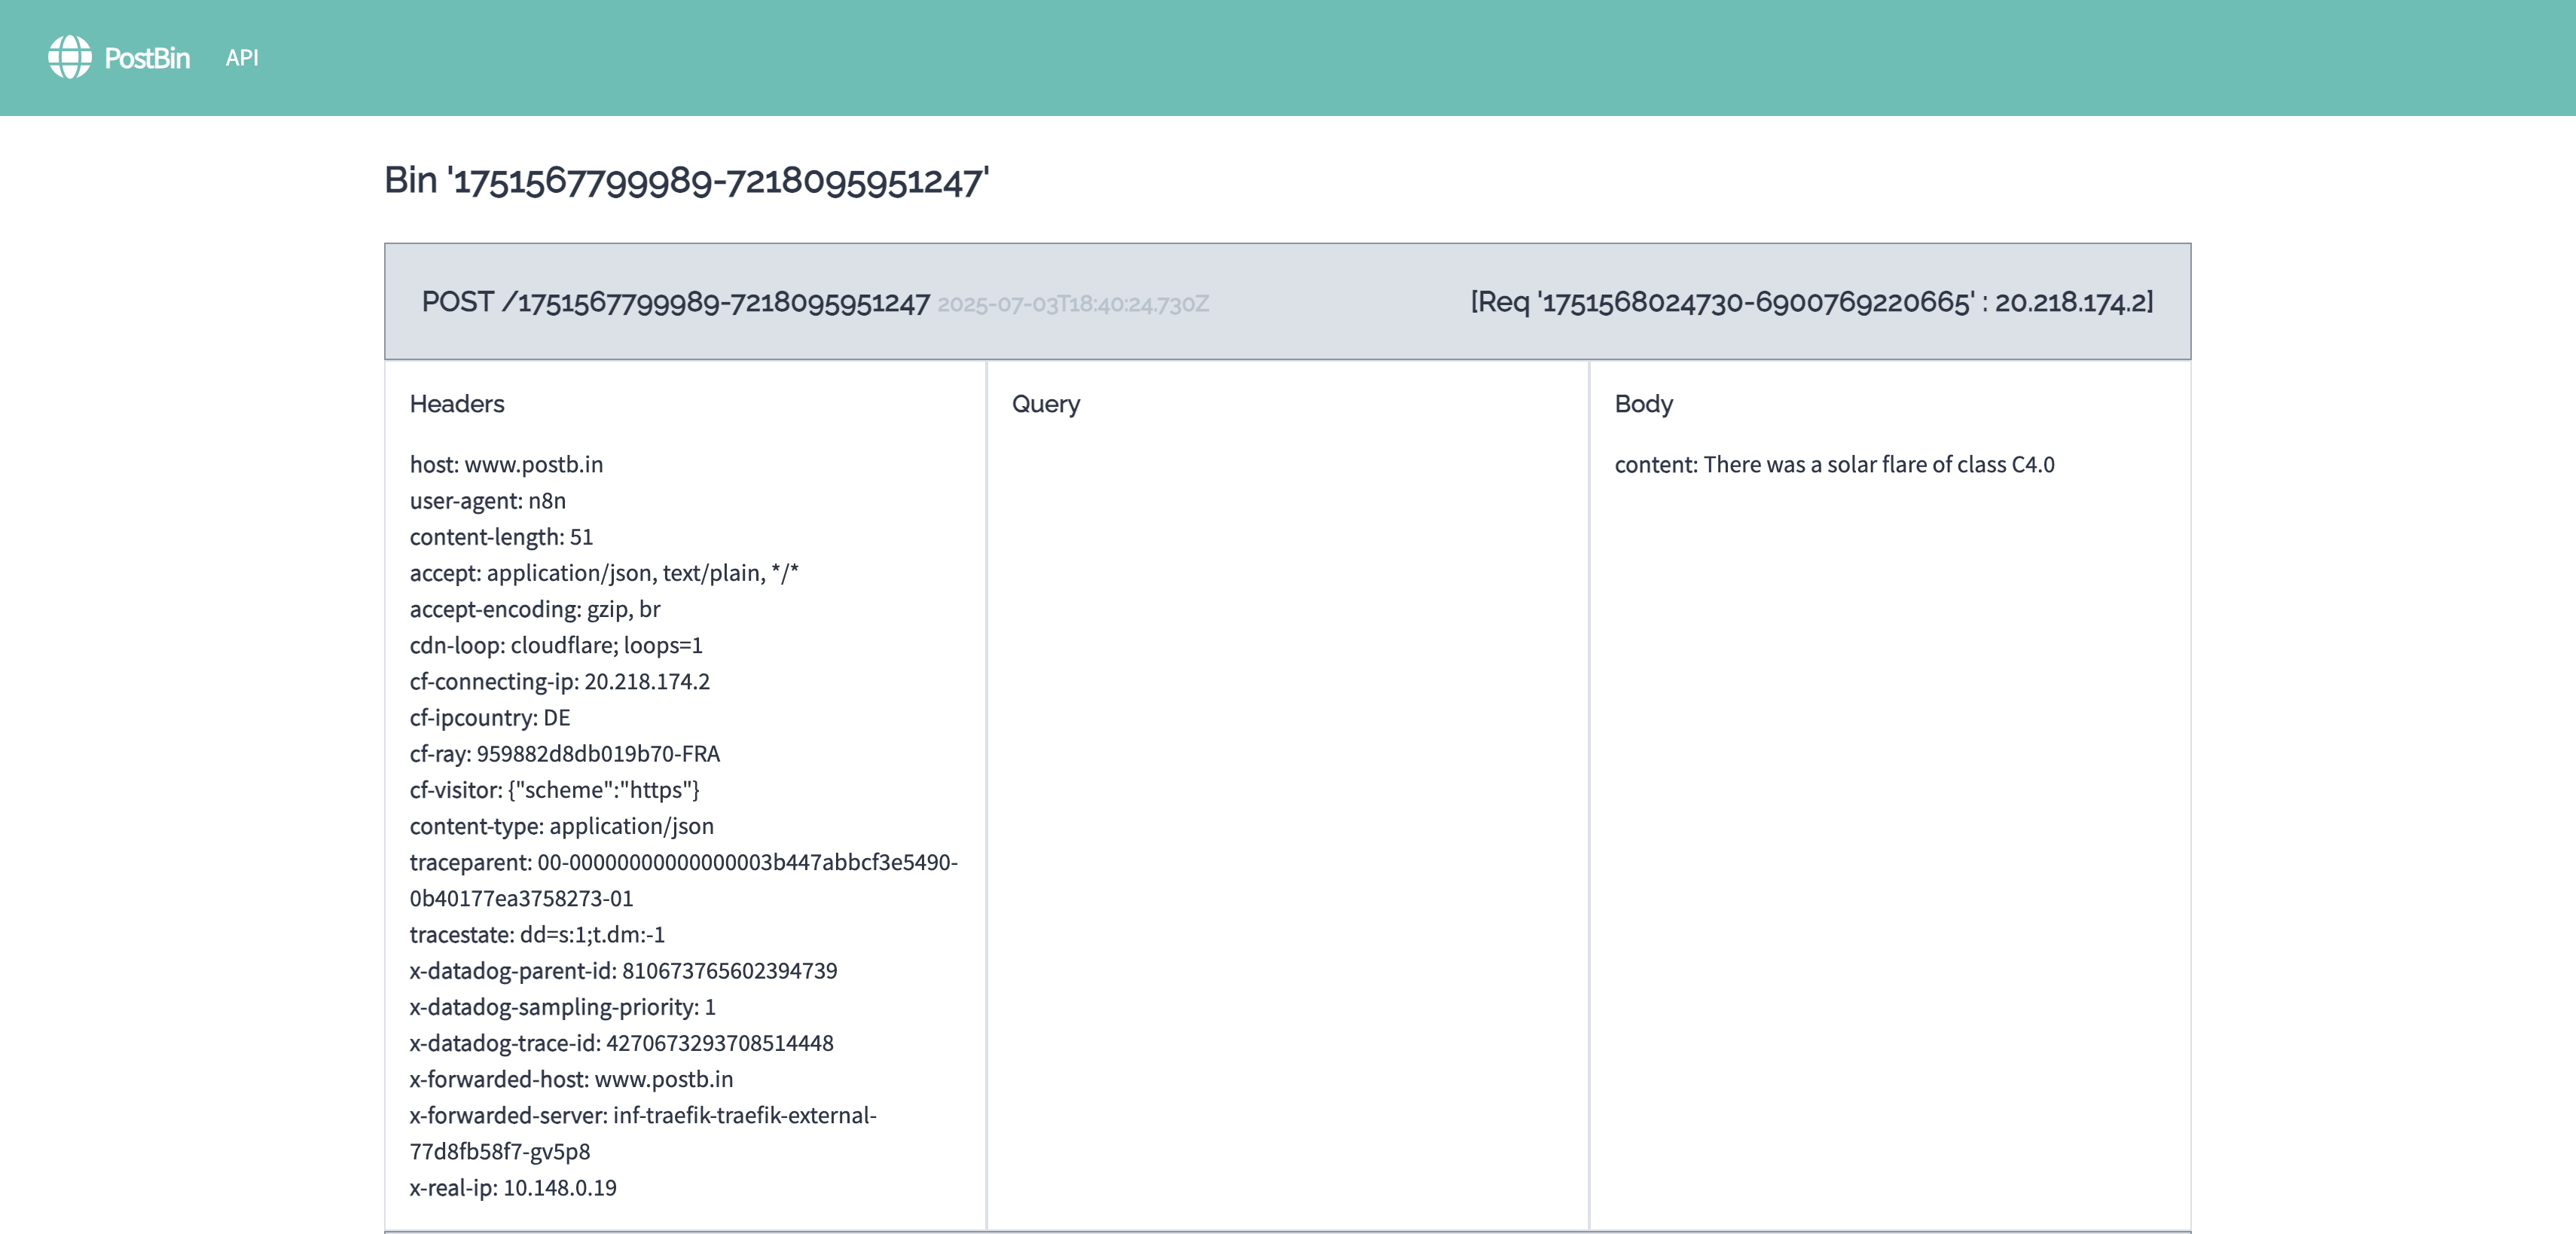 PostBin API
Bin '1751567799989-7218095951247'
POST /1751567799989-7218095951247 2025-07-03T18:40:24.730Z [Req '1751568024730-6900769220665' : 20.218.174.2]
Headers
host: www.postb.in
user-agent: n8n
content-length: 51
accept: application/json, text/plain, */*
accept-encoding: gzip, br
cdn-loop: cloudflare; loops=1
cf-connecting-ip: 20.218.174.2
cf-ipcountry: DE
cf-ray: 959882d8db019b70-FRA
cf-visitor: {"scheme":"https"}
content-type: application/json
traceparent: 00-00000000000000003b447abbcf3e5490-
0b40177ea3758273-01
tracestate: dd=s:1;t.dm:-1
x-datadog-parent-id: 810673765602394739
x-datadog-sampling-priority: 1
x-datadog-trace-id: 4270673293708514448
x-forwarded-host: www.postb.in
x-forwarded-server: inf-traefik-traefik-external-
77d8fb58f7-gv5p8
x-real-ip: 10.148.0.19
Query
Body
content: There was a solar flare of class C4.0